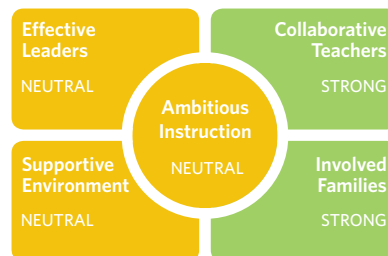 Effective
Leaders
NEUTRAL
Collaborative
Teachers
STRONG
Ambitious
Instruction
NEUTRAL
Supportive
Environment
NEUTRAL
Involved
Families
STRONG